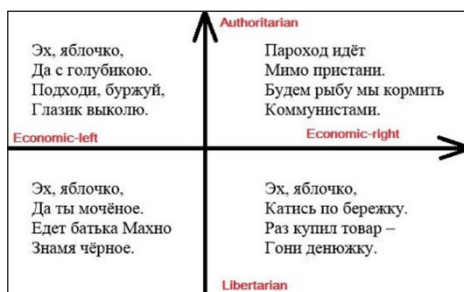 Authoritarian
Эх, яблочко,
Да с голубикою.
Подходи, буржуй,
Глазик выколю.
Пароход идёт
Мимо пристани.
Будем рыбу мы кормить
Коммунистами.
Economic-left
Economic-right
Эх, яблочко,
Да ты мочёное.
Едет батька Махно
Знамя чёрное.
Эх, яблочко,
Катись по бережку.
Раз купил товар –
Гони денюжку.
Libertarian